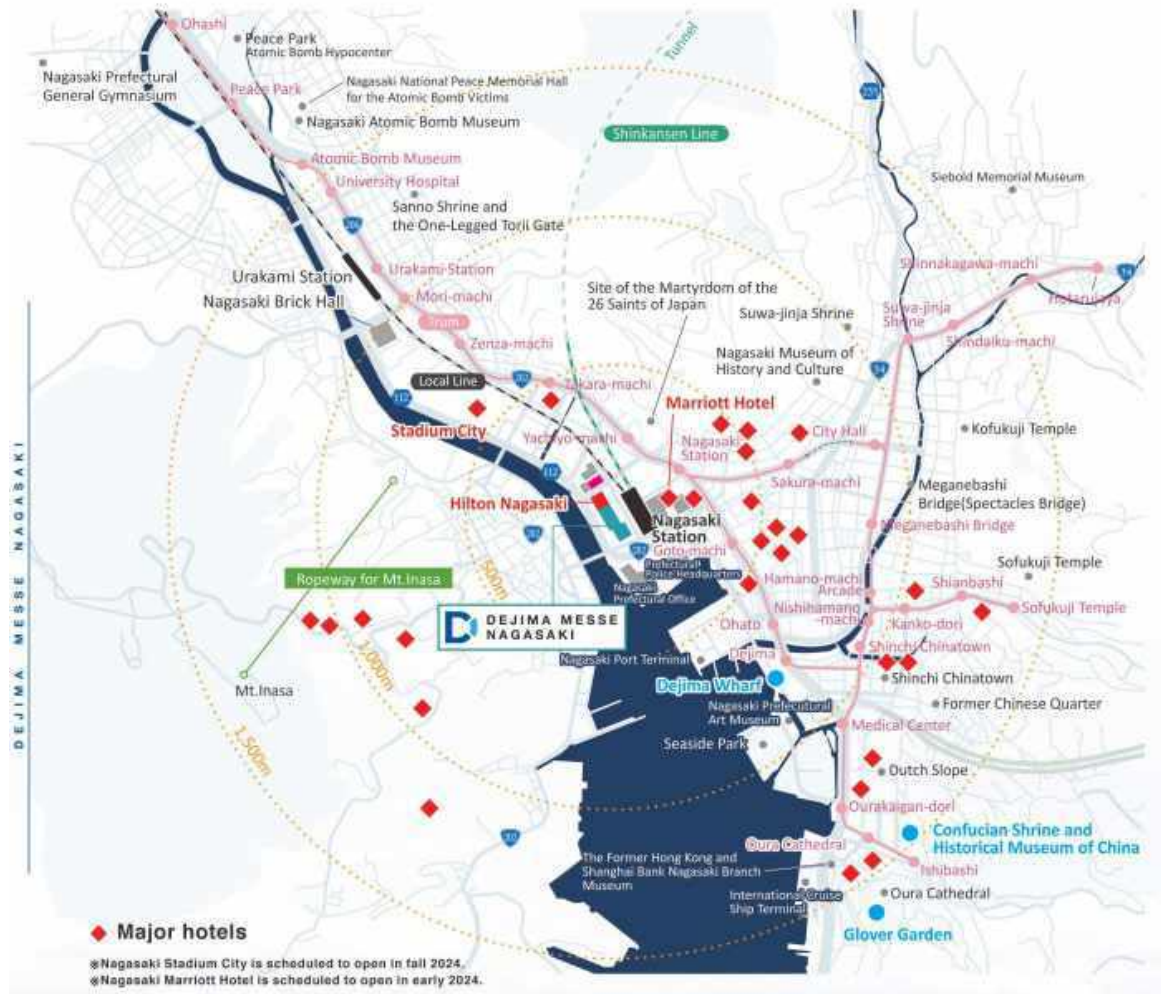 Ohashi
Peace Park
Atomic Bomb Hypocenter
Nagasaki Prefectural
General Gymnasium
Peace Park
Nagasaki National Peace Memorial Hall
for the Atomic Bomb Victims
Nagasaki Atomic Bomb Museum
Tunnel
Shinkansen Line
Atomic Bomb Museum
University Hospital
Sanno Shrine and
the One-Legged Torii Gate
206
Siebold Memorial Museum
Urakami Station
Nagasaki Brick Hall
Urakami-Station
Mori-machi
Tram
Zenza-machi
Local Line
202
112
Takara-machi
Site of the Martyrdom of the
26 Saints of Japan
Suwa-jinja Shrine
Nagasaki Museum of
History and Culture
Shinnakagawa-machi
34
Hotarujaya
Suwa-jinja
Shrine
Shindaiku-machi
34
Stadium City
Yachiyo-machi
112
Marriott Hotel
Nagasaki
Station
City Hall
Sakura-machi
Kofukuji Temple
Meganebashi
Bridge(Spectacles Bridge)
Meganebashi Bridge
Hilton Nagasaki
Nagasaki
Station
202
Goto-machi
Prefectural
Police Headquarters
Nagasaki
Prefectural Office
Hamano-machi
Arcade
Nishihamano
-machi
Shianbashi
Sofukuji Temple
Sofukuji Temple
Kanko-dori
Ropeway for Mt.Inasa
500m
1,000m
1,500m
DEJIMA MESSE
NAGASAKI
Ohato
Dejima
Shinchi Chinatown
Shinchi Chinatown
Mt.Inasa
Nagasaki Port Terminal
Dejima Wharf
Nagasaki Prefecutural
Art Museum
Former Chinese Quarter
Medical Center
Seaside Park
Dutch Slope
Ourakaigan-dori
Oura Cathedral
Confucian Shrine and
Historical Museum of China
Ishibashi
The Former Hong Kong and
Shanghai Bank Nagasaki Branch
Museum
International Cruise
Ship Terminal
Oura Cathedral
Glover Garden
DEJIMA MESSE NAGASAKI
Major hotels
※Nagasaki Stadium City is scheduled to open in fall 2024.
※Nagasaki Marriott Hotel is scheduled to open in early 2024.